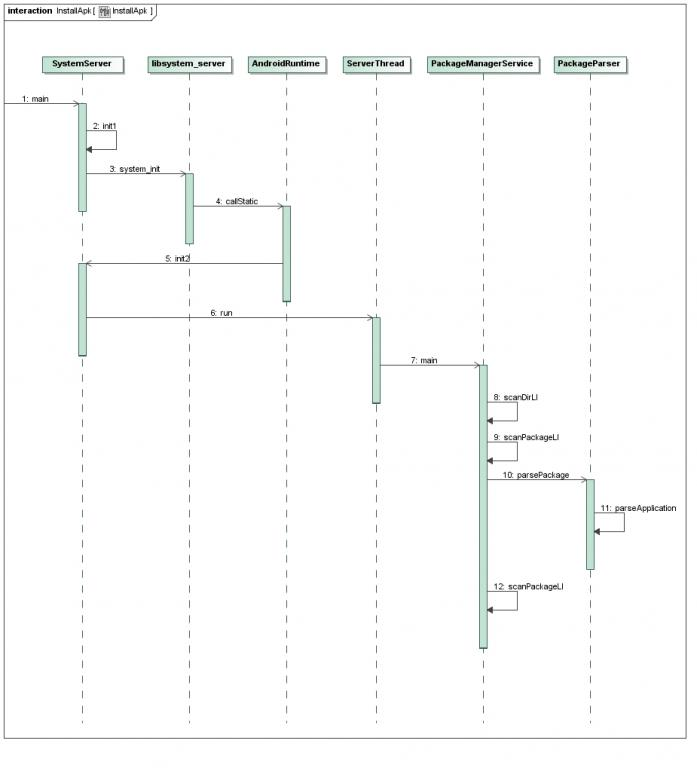 interaction InstallApk[ InstallApk ]
SystemServer
libsystem_server
AndroidRuntime
ServerThread
PackageManagerService
PackageParser
1: main
2: init1
3: system_init
4: callStatic
5: init2
6: run
7: main
8: scanDirLI
9: scanPackageLI
10: parsePackage
11: parseApplication
12: scanPackageLI